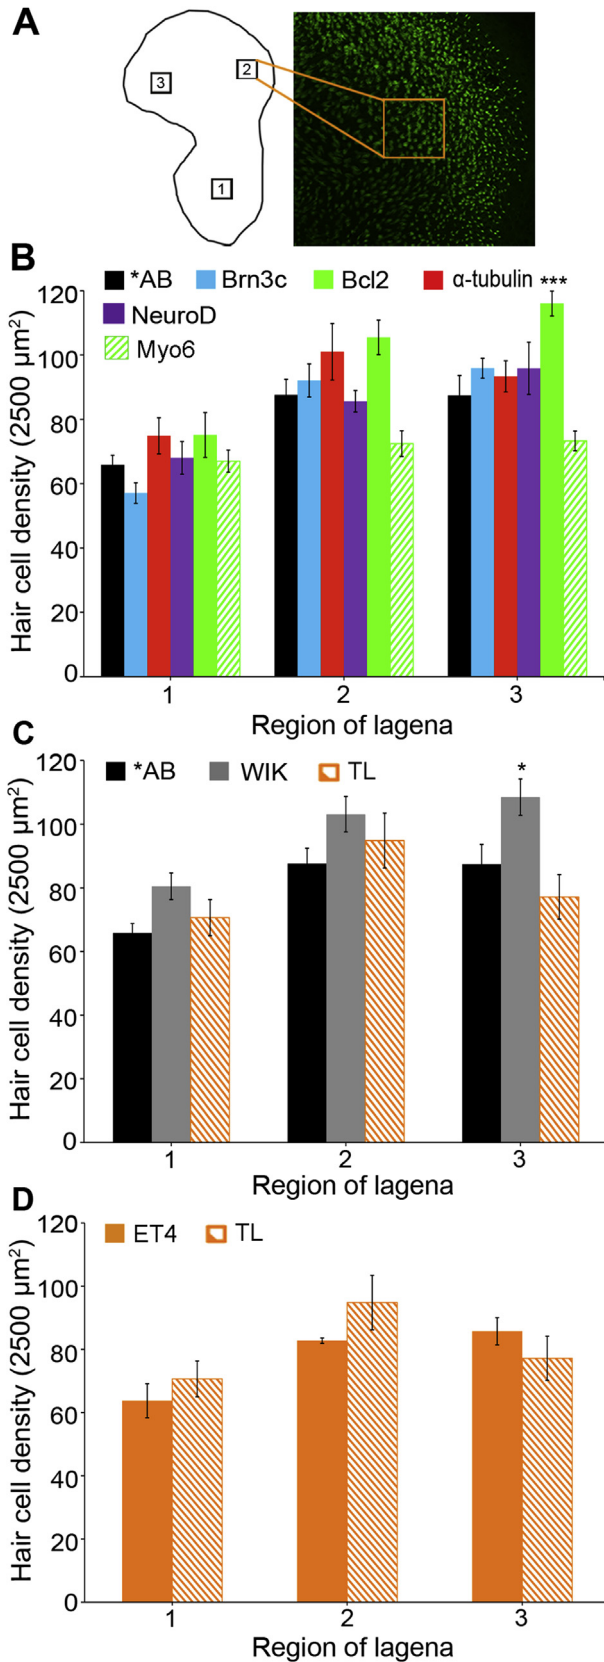 A
3
2
1
B
*AB Brn3c Bcl2 α-tubulin ***
NeuroD
Myo6
Hair cell density (2500 µm²)
120
100
80
60
40
20
0
1 2 3
Region of lagena
C
*AB WIK TL *
Hair cell density (2500 µm²)
120
100
80
60
40
20
0
1 2 3
Region of lagena
D
ET4 TL
Hair cell density (2500 µm²)
120
100
80
60
40
20
0
1 2 3
Region of lagena